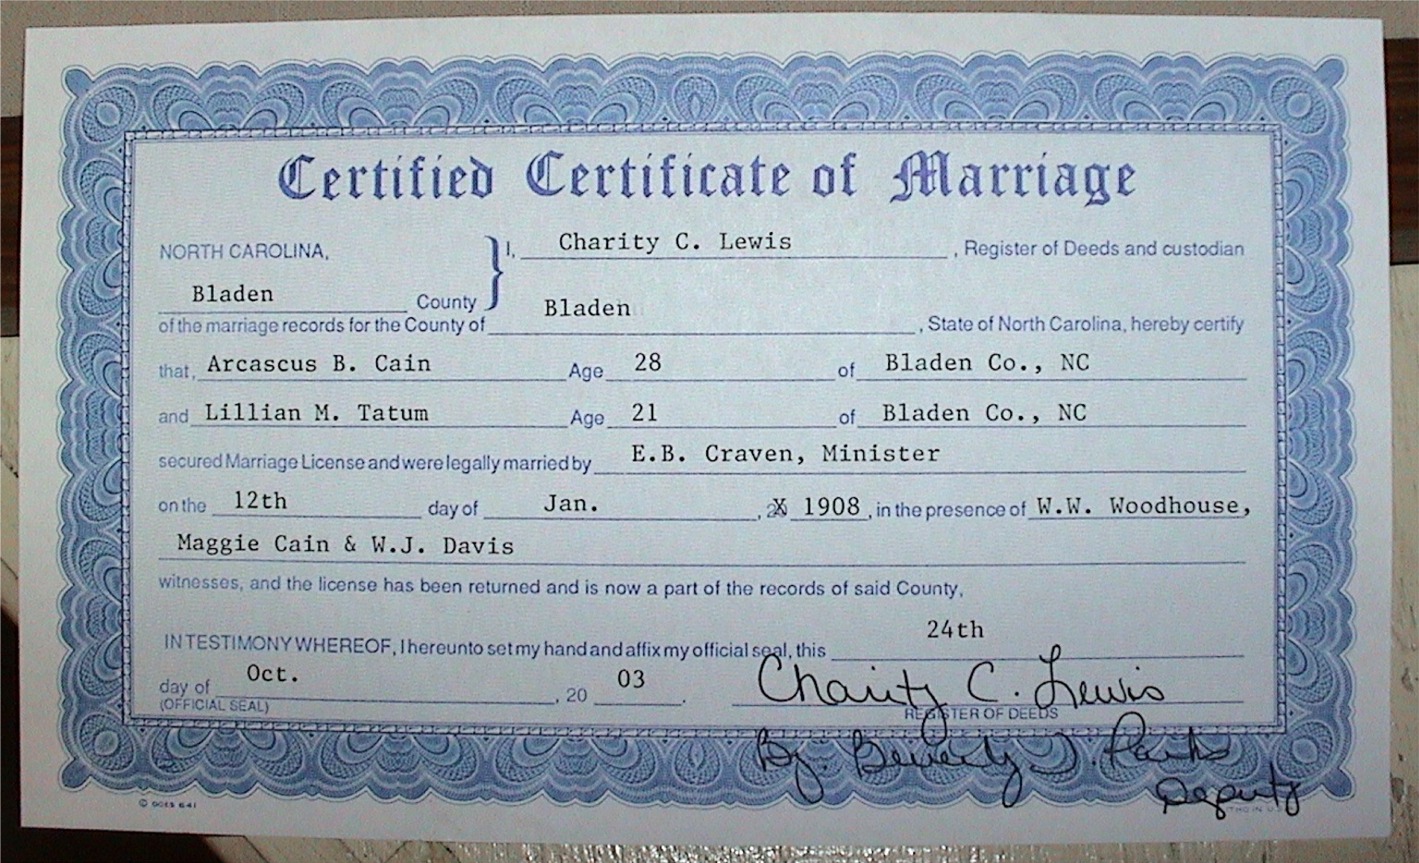 Certified Certificate of Marriage
NORTH CAROLINA,
Bladen County
I, Charity C. Lewis, Register of Deeds and custodian
of the marriage records for the County of Bladen, State of North Carolina, hereby certify
that, Arcascus B. Cain Age 28 of Bladen Co., NC
and Lillian M. Tatum Age 21 of Bladen Co., NC
secured Marriage License and were legally married by E.B. Craven, Minister
on the 12th day of Jan., 1908, in the presence of W.W. Woodhouse,
Maggie Cain & W.J. Davis
witnesses, and the license has been returned and is now a part of the records of said County,
IN TESTIMONY WHEREOF, I hereunto set my hand and affix my official seal, this 24th
day of Oct., 20 03.
Charity C. Lewis
(OFFICIAL SEAL)
REGISTER OF DEEDS
By: Beverly J. Parks
Deputy
© GOES 641